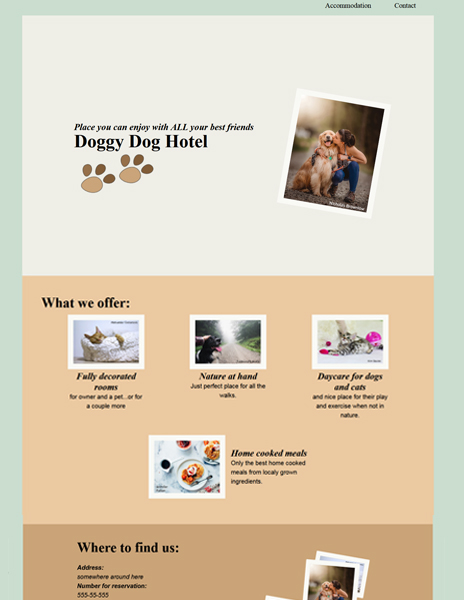 Accommodation Contact
Place you can enjoy with ALL your best friends
Doggy Dog Hotel
What we offer:
Fully decorated
rooms
for owner and a pet...or for
a couple more
Nature at hand
Just perfect place for all the
walks.
Daycare for dogs
and cats
and nice place for their play
and exercise when not in
nature.
Home cooked meals
Only the best home cooked
meals from localy grown
ingredients.
Where to find us:
Address:
somewhere around here
Number for reservation:
555-55-555